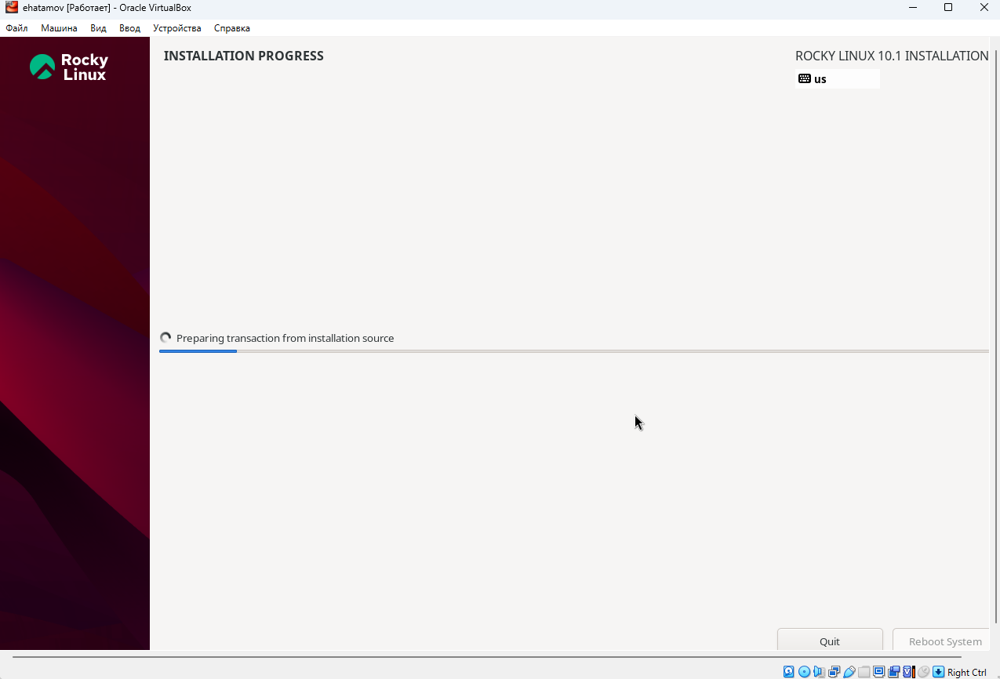 ehatamov [Работает] - Oracle VirtualBox
Файл Машина Вид Ввод Устройства Справка
Rocky
Linux
INSTALLATION PROGRESS
ROCKY LINUX 10.1 INSTALLATION
us
Preparing transaction from installation source
Quit
Reboot System
Right Ctrl